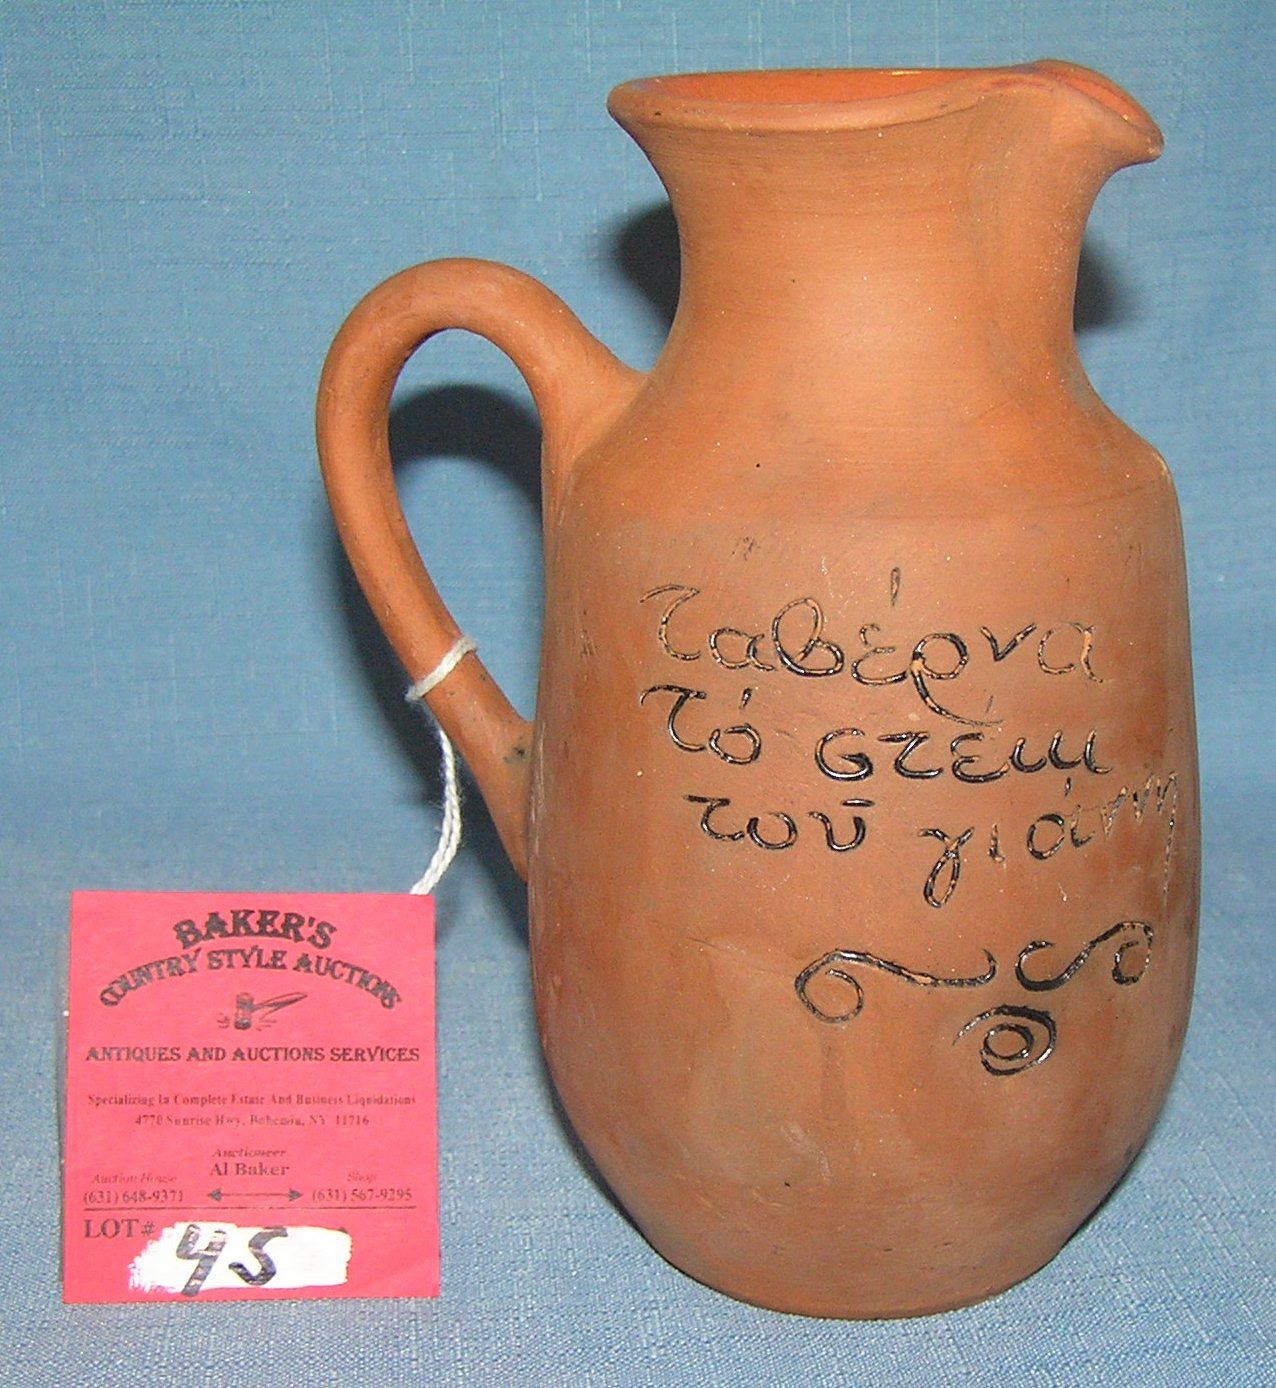 ταβέρνα
τό στέκι
τού γιάννη
BAKER'S
COUNTRY STYLE AUCTIONS
ANTIQUES AND AUCTIONS SERVICES
Specializing In Complete Estate And Business Liquidations
4770 Sunrise Hwy, Bohemia, NY 11716
Auctioneer
Al Baker
Auction House Shop
(631) 648-9371 (631) 567-9295
LOT# 45